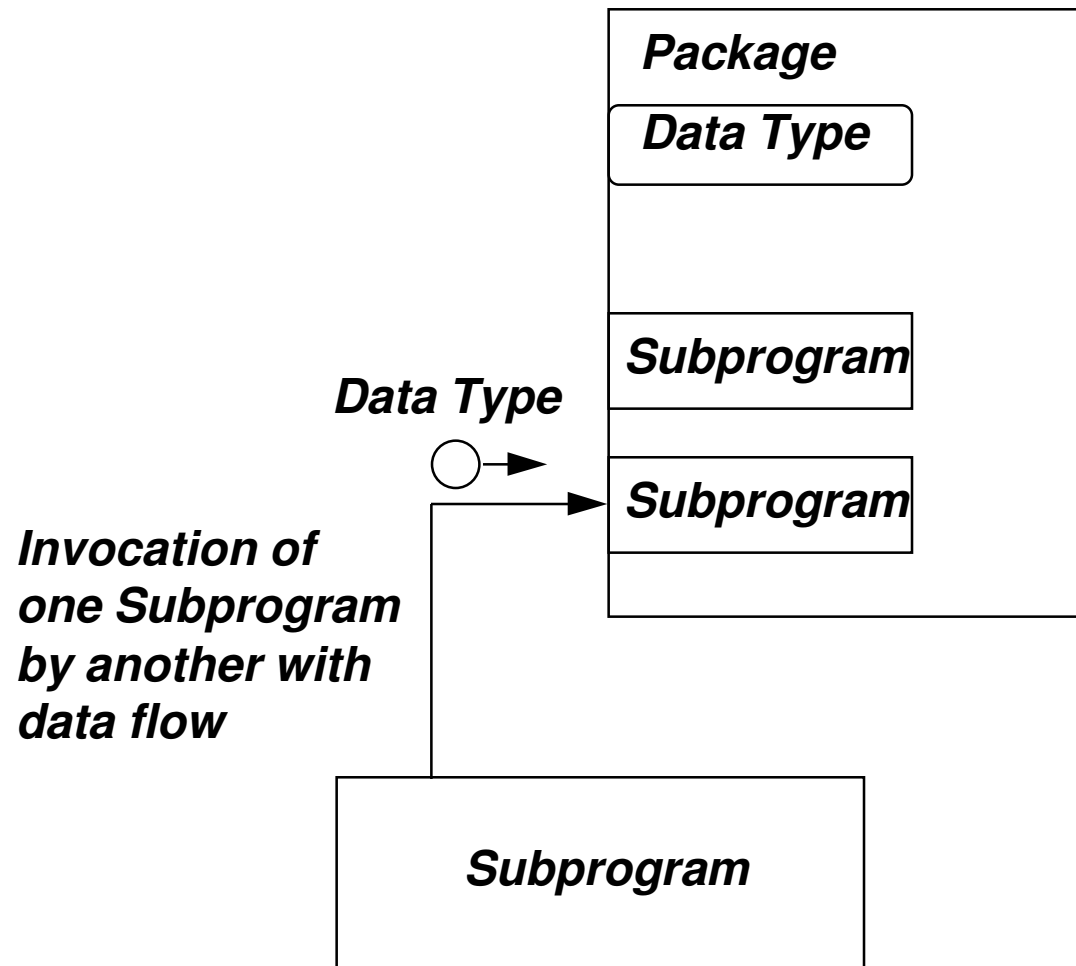 Package
Data Type
Subprogram
Data Type
Subprogram
Invocation of
one Subprogram
by another with
data flow
Subprogram